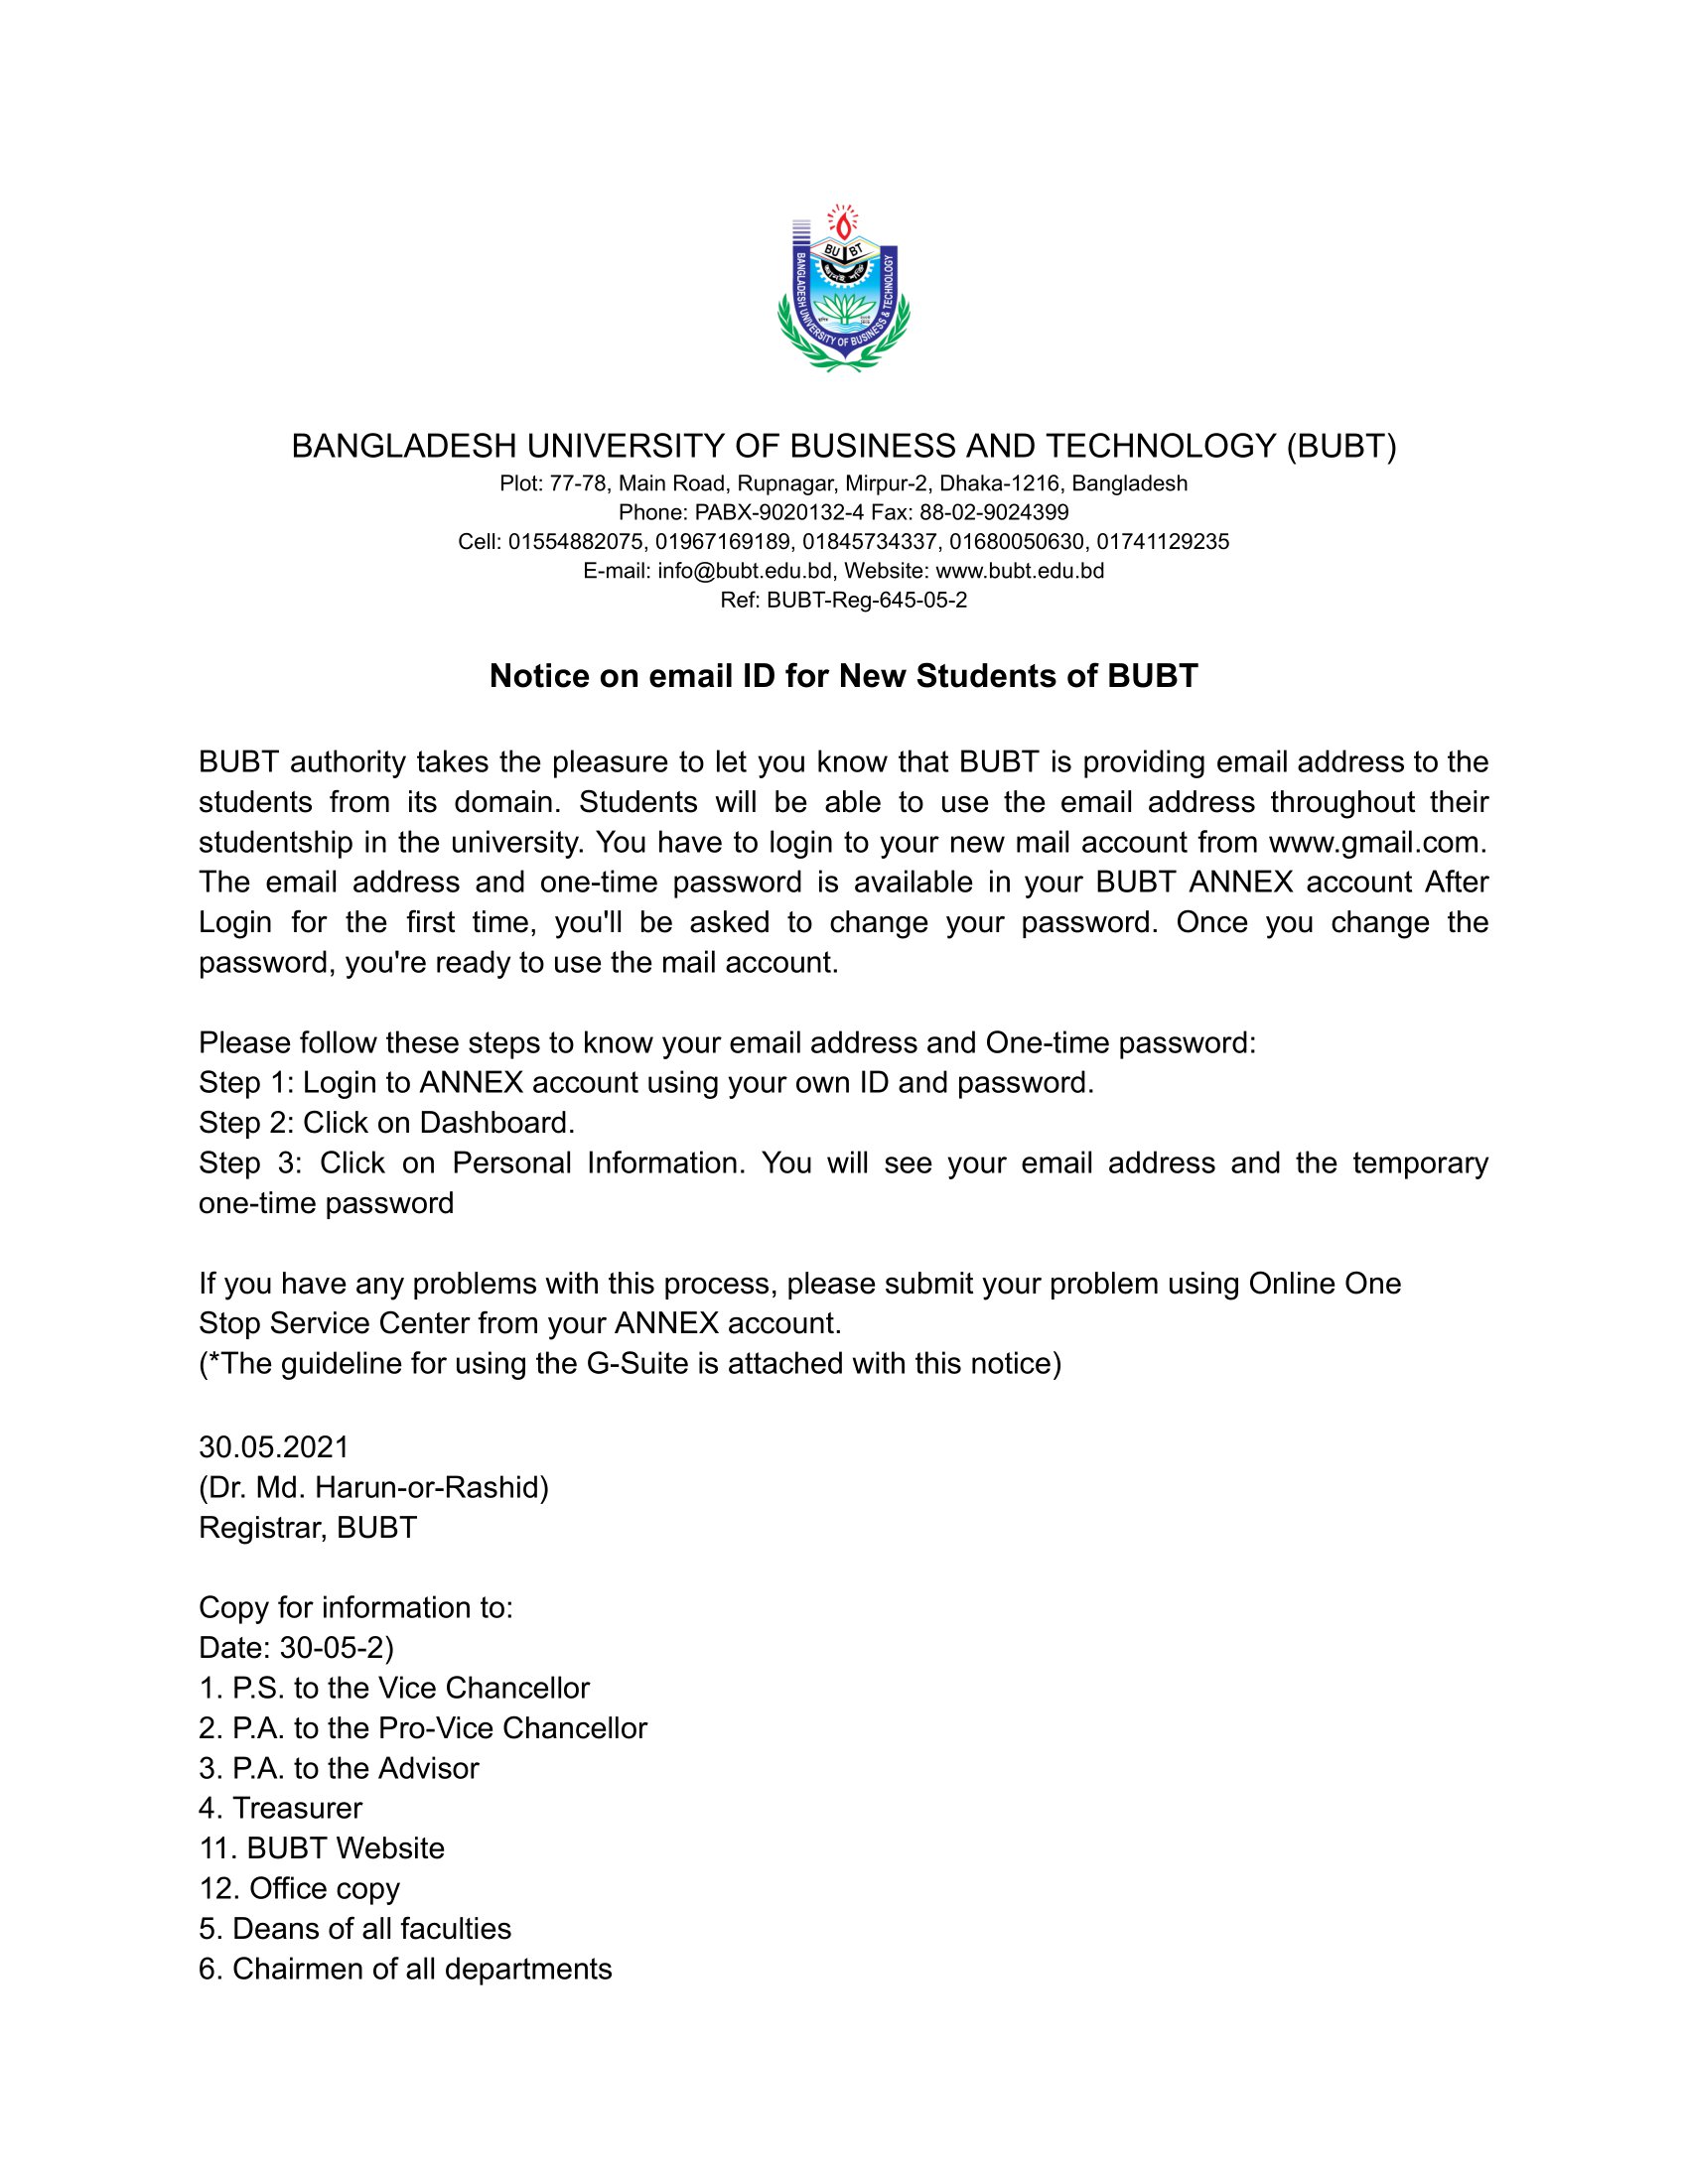 BU BT
BANGLADESH UNIVERSITY OF BUSINESS & TECHNOLOGY
BANGLADESH UNIVERSITY OF BUSINESS AND TECHNOLOGY (BUBT)
Plot: 77-78, Main Road, Rupnagar, Mirpur-2, Dhaka-1216, Bangladesh
Phone: PABX-9020132-4 Fax: 88-02-9024399
Cell: 01554882075, 01967169189, 01845734337, 01680050630, 01741129235
E-mail: info@bubt.edu.bd, Website: www.bubt.edu.bd
Ref: BUBT-Reg-645-05-2
Notice on email ID for New Students of BUBT
BUBT authority takes the pleasure to let you know that BUBT is providing email address to the
students from its domain. Students will be able to use the email address throughout their
studentship in the university. You have to login to your new mail account from www.gmail.com.
The email address and one-time password is available in your BUBT ANNEX account After
Login for the first time, you'll be asked to change your password. Once you change the
password, you're ready to use the mail account.
Please follow these steps to know your email address and One-time password:
Step 1: Login to ANNEX account using your own ID and password.
Step 2: Click on Dashboard.
Step 3: Click on Personal Information. You will see your email address and the temporary
one-time password
If you have any problems with this process, please submit your problem using Online One
Stop Service Center from your ANNEX account.
(*The guideline for using the G-Suite is attached with this notice)
30.05.2021
(Dr. Md. Harun-or-Rashid)
Registrar, BUBT
Copy for information to:
Date: 30-05-2)
1. P.S. to the Vice Chancellor
2. P.A. to the Pro-Vice Chancellor
3. P.A. to the Advisor
4. Treasurer
11. BUBT Website
12. Office copy
5. Deans of all faculties
6. Chairmen of all departments